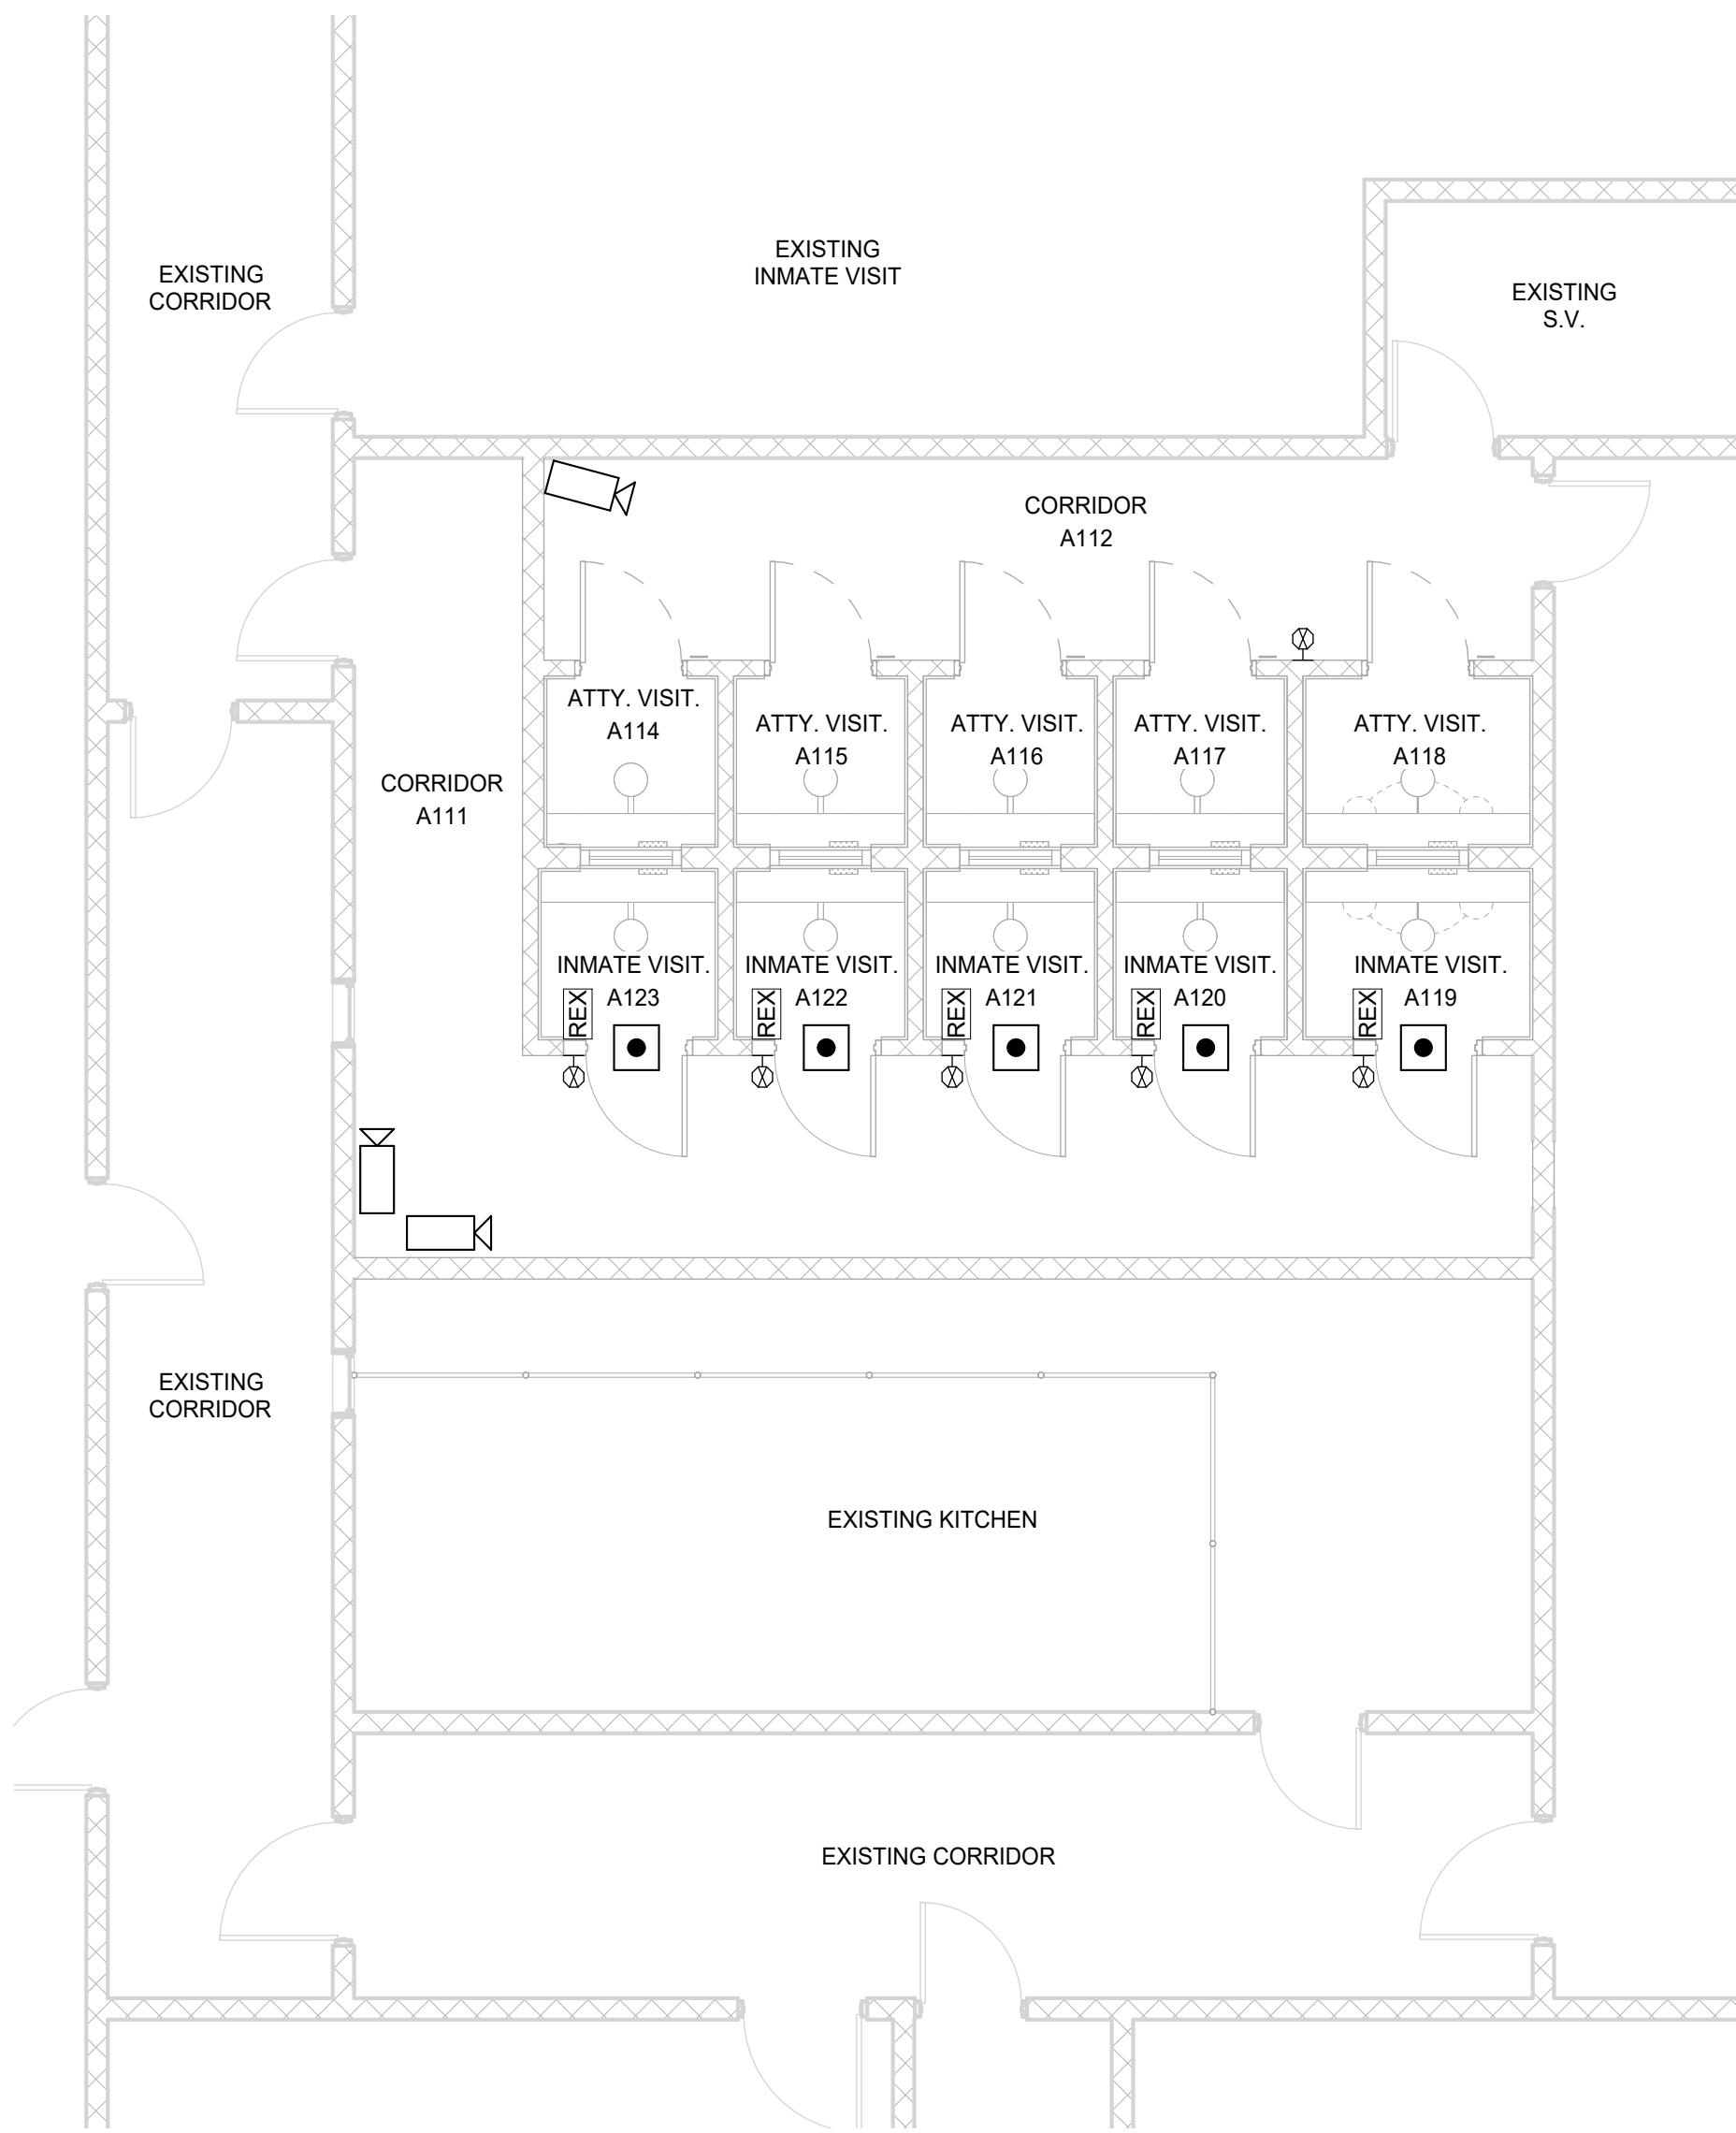 EXISTING
INMATE VISIT
EXISTING
CORRIDOR
EXISTING
S.V.
CORRIDOR
A112
ATTY. VISIT.
A114
ATTY. VISIT.
A115
ATTY. VISIT.
A116
ATTY. VISIT.
A117
ATTY. VISIT.
A118
CORRIDOR
A111
INMATE VISIT.
A123
REX
INMATE VISIT.
A122
REX
INMATE VISIT.
A121
REX
INMATE VISIT.
A120
REX
INMATE VISIT.
A119
REX
EXISTING
CORRIDOR
EXISTING KITCHEN
EXISTING CORRIDOR